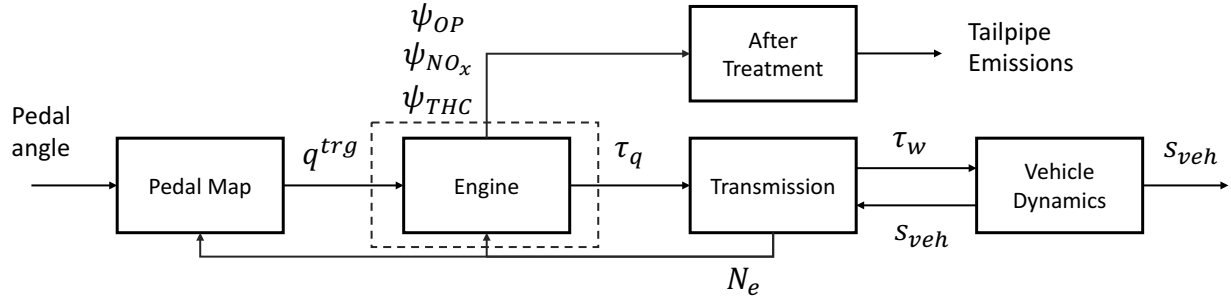 ψ_OP
ψ_NOx
ψ_THC
After
Treatment
Tailpipe
Emissions
Pedal
angle
Pedal Map
q^trg
Engine
τ_q
Transmission
τ_w
s_veh
Vehicle
Dynamics
s_veh
N_e